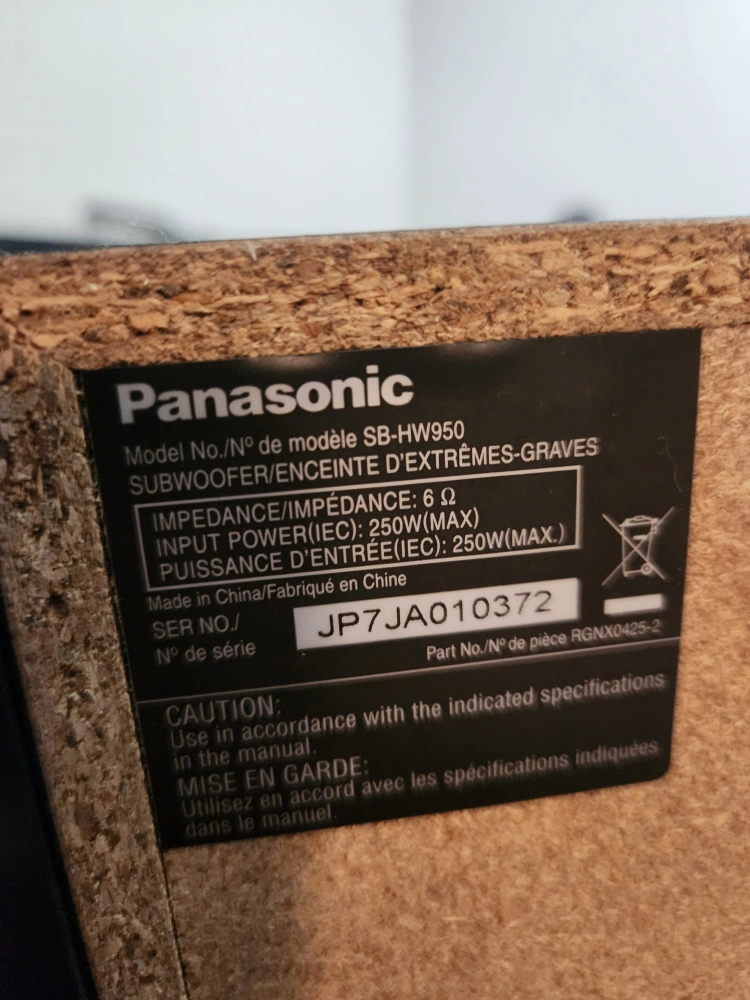 Panasonic
Model No./Nº de modèle SB-HW950
SUBWOOFER/ENCEINTE D'EXTRÊMES-GRAVES
IMPEDANCE/IMPÉDANCE: 6 Ω
INPUT POWER(IEC): 250W(MAX)
PUISSANCE D'ENTRÉE(IEC): 250W(MAX.)
Made in China/Fabriqué en Chine
SER NO./
Nº de série
JP7JA010372
Part No./Nº de pièce RGNX0425-2
CAUTION:
Use in accordance with the indicated specifications
in the manual.
MISE EN GARDE:
Utilisez en accord avec les spécifications indiquées
dans le manuel.